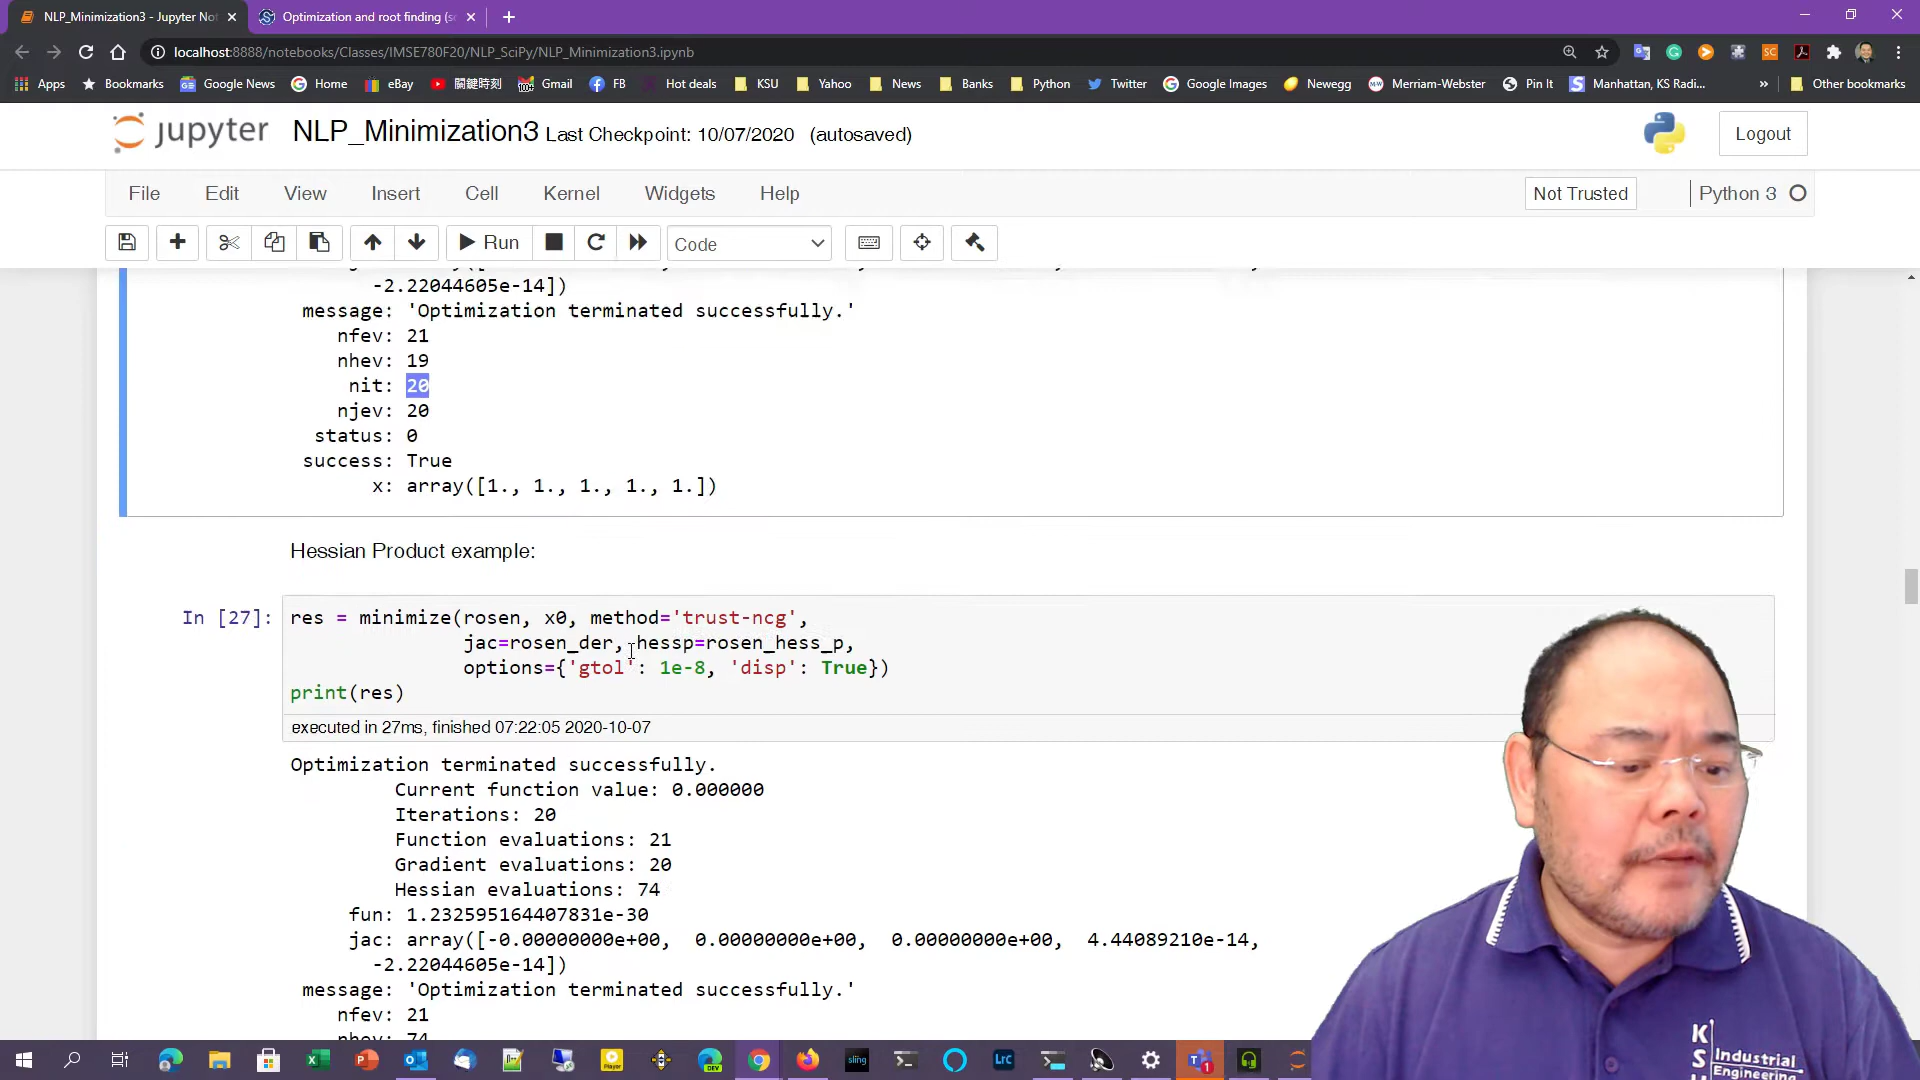 NLP_Minimization3 - Jupyter Not
Optimization and root finding (sc
localhost:8888/notebooks/Classes/IMSE780F20/NLP_SciPy/NLP_Minimization3.ipynb
Apps
Bookmarks
Google News
Home
eBay
關鍵時刻
Gmail
FB
Hot deals
KSU
Yahoo
News
Banks
Python
Twitter
Google Images
Newegg
Merriam-Webster
Pin It
Manhattan, KS Radi...
»
Other bookmarks
jupyter NLP_Minimization3 Last Checkpoint: 10/07/2020 (autosaved)
Logout
File Edit View Insert Cell Kernel Widgets Help
Not Trusted
Python 3
Run
Code
-2.22044605e-14])
message: 'Optimization terminated successfully.'
nfev: 21
nhev: 19
nit: 20
njev: 20
status: 0
success: True
x: array([1., 1., 1., 1., 1.])
Hessian Product example:
In [27]: res = minimize(rosen, x0, method='trust-ncg',
jac=rosen_der, hessp=rosen_hess_p,
options={'gtol': 1e-8, 'disp': True})
print(res)
executed in 27ms, finished 07:22:05 2020-10-07
Optimization terminated successfully.
Current function value: 0.000000
Iterations: 20
Function evaluations: 21
Gradient evaluations: 20
Hessian evaluations: 74
fun: 1.232595164407831e-30
jac: array([-0.00000000e+00, 0.00000000e+00, 0.00000000e+00, 4.44089210e-14,
-2.22044605e-14])
message: 'Optimization terminated successfully.'
nfev: 21
nhev: 74
sling
Lrc
DEV
Player
KS
Industrial
Engineering